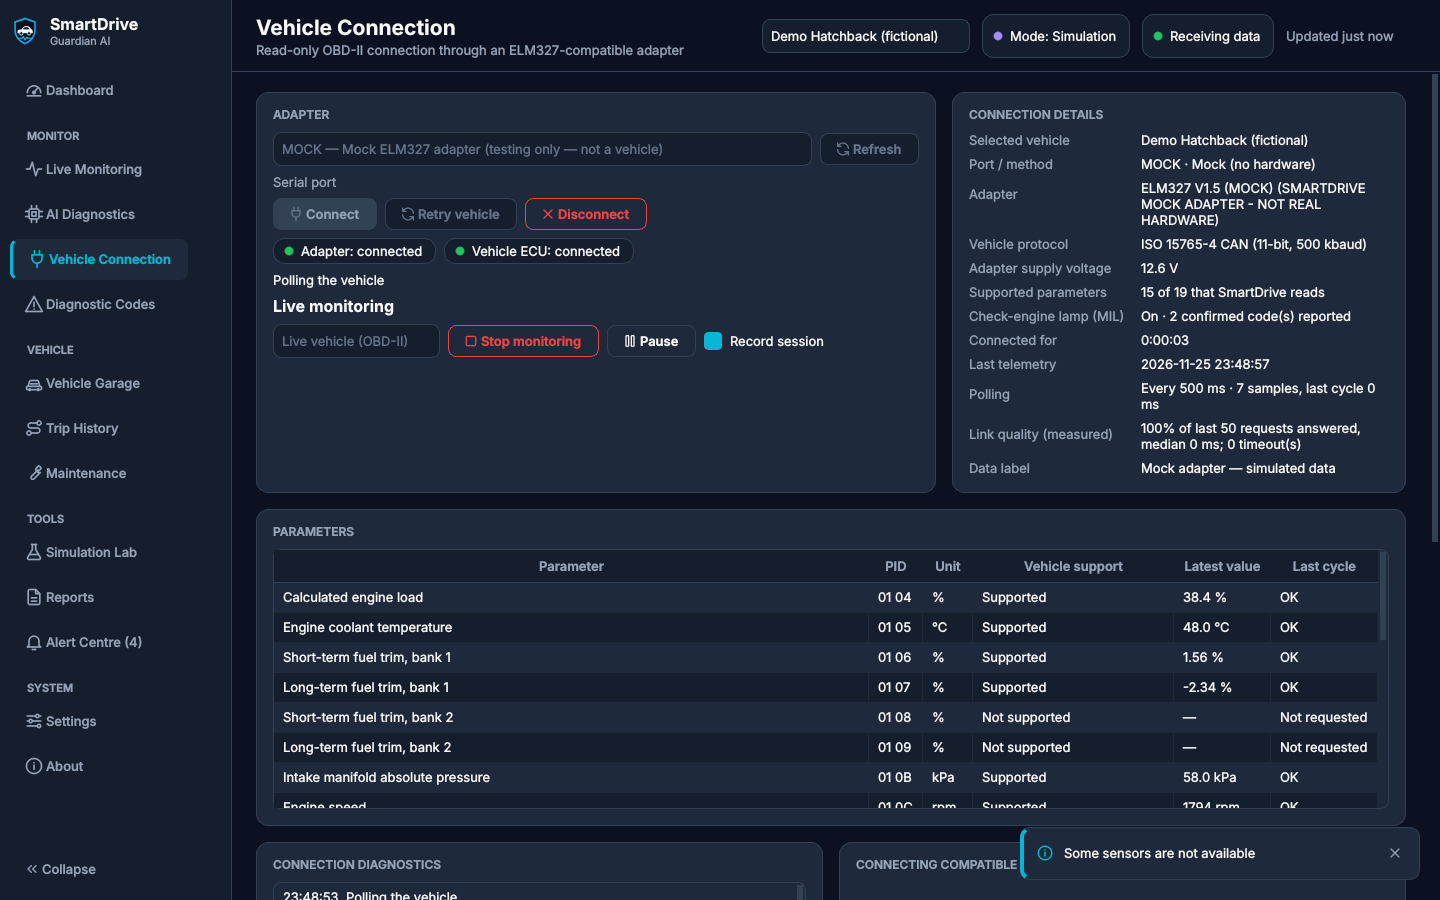 SmartDrive
Guardian AI
Dashboard
MONITOR
Live Monitoring
AI Diagnostics
Vehicle Connection
Diagnostic Codes
VEHICLE
Vehicle Garage
Trip History
Maintenance
TOOLS
Simulation Lab
Reports
Alert Centre (4)
SYSTEM
Settings
About
Collapse
Vehicle Connection
Read-only OBD-II connection through an ELM327-compatible adapter
Demo Hatchback (fictional)
Mode: Simulation
Receiving data
Updated just now
ADAPTER
MOCK — Mock ELM327 adapter (testing only — not a vehicle)
Refresh
Serial port
Connect
Retry vehicle
Disconnect
Adapter: connected
Vehicle ECU: connected
Polling the vehicle
Live monitoring
Live vehicle (OBD-II)
Stop monitoring
Pause
Record session
CONNECTION DETAILS
Selected vehicle Demo Hatchback (fictional)
Port / method MOCK · Mock (no hardware)
Adapter ELM327 V1.5 (MOCK) (SMARTDRIVE
MOCK ADAPTER - NOT REAL
HARDWARE)
Vehicle protocol ISO 15765-4 CAN (11-bit, 500 kbaud)
Adapter supply voltage 12.6 V
Supported parameters 15 of 19 that SmartDrive reads
Check-engine lamp (MIL) On · 2 confirmed code(s) reported
Connected for 0:00:03
Last telemetry 2026-11-25 23:48:57
Polling Every 500 ms · 7 samples, last cycle 0
ms
Link quality (measured) 100% of last 50 requests answered,
median 0 ms; 0 timeout(s)
Data label Mock adapter — simulated data
PARAMETERS
Parameter PID Unit Vehicle support Latest value Last cycle
Calculated engine load 01 04 % Supported 38.4 % OK
Engine coolant temperature 01 05 °C Supported 48.0 °C OK
Short-term fuel trim, bank 1 01 06 % Supported 1.56 % OK
Long-term fuel trim, bank 1 01 07 % Supported -2.34 % OK
Short-term fuel trim, bank 2 01 08 % Not supported — Not requested
Long-term fuel trim, bank 2 01 09 % Not supported — Not requested
Intake manifold absolute pressure 01 0B kPa Supported 58.0 kPa OK
Engine speed 01 0C rpm Supported 1794 rpm OK
CONNECTION DIAGNOSTICS
23:48:53 Polling the vehicle
CONNECTING COMPATIBLE
Some sensors are not available